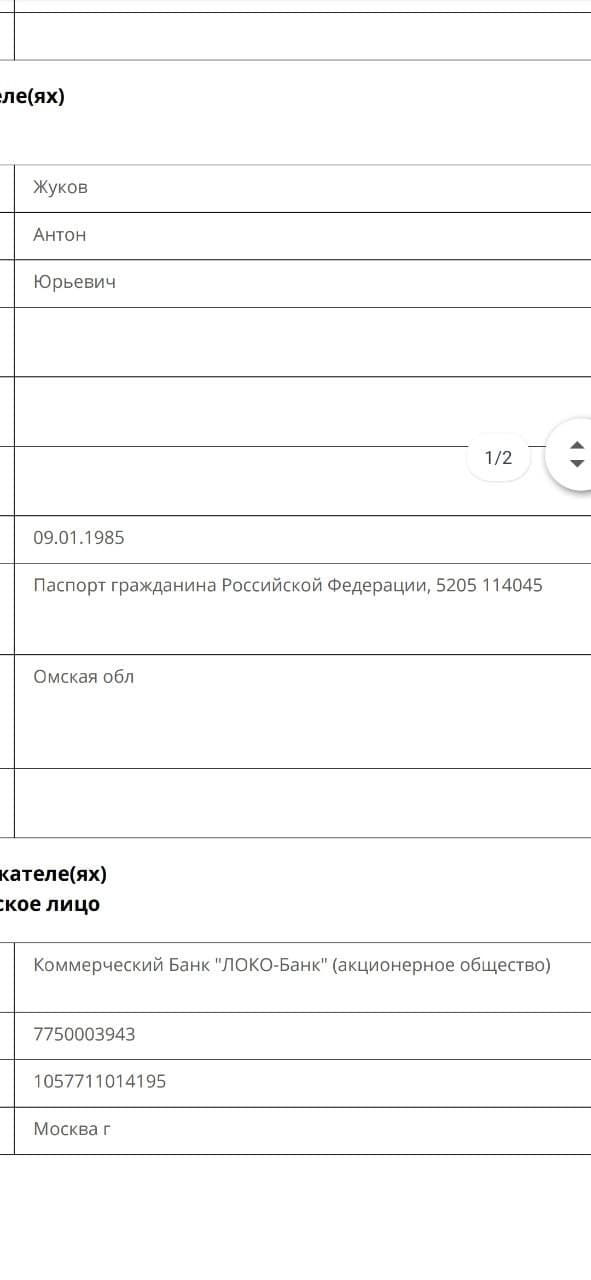 еле(ях)
Жуков
Антон
Юрьевич
1/2
09.01.1985
Паспорт гражданина Российской Федерации, 5205 114045
Омская обл
кателе(ях)
ское лицо
Коммерческий Банк "ЛОКО-Банк" (акционерное общество)
7750003943
1057711014195
Москва г